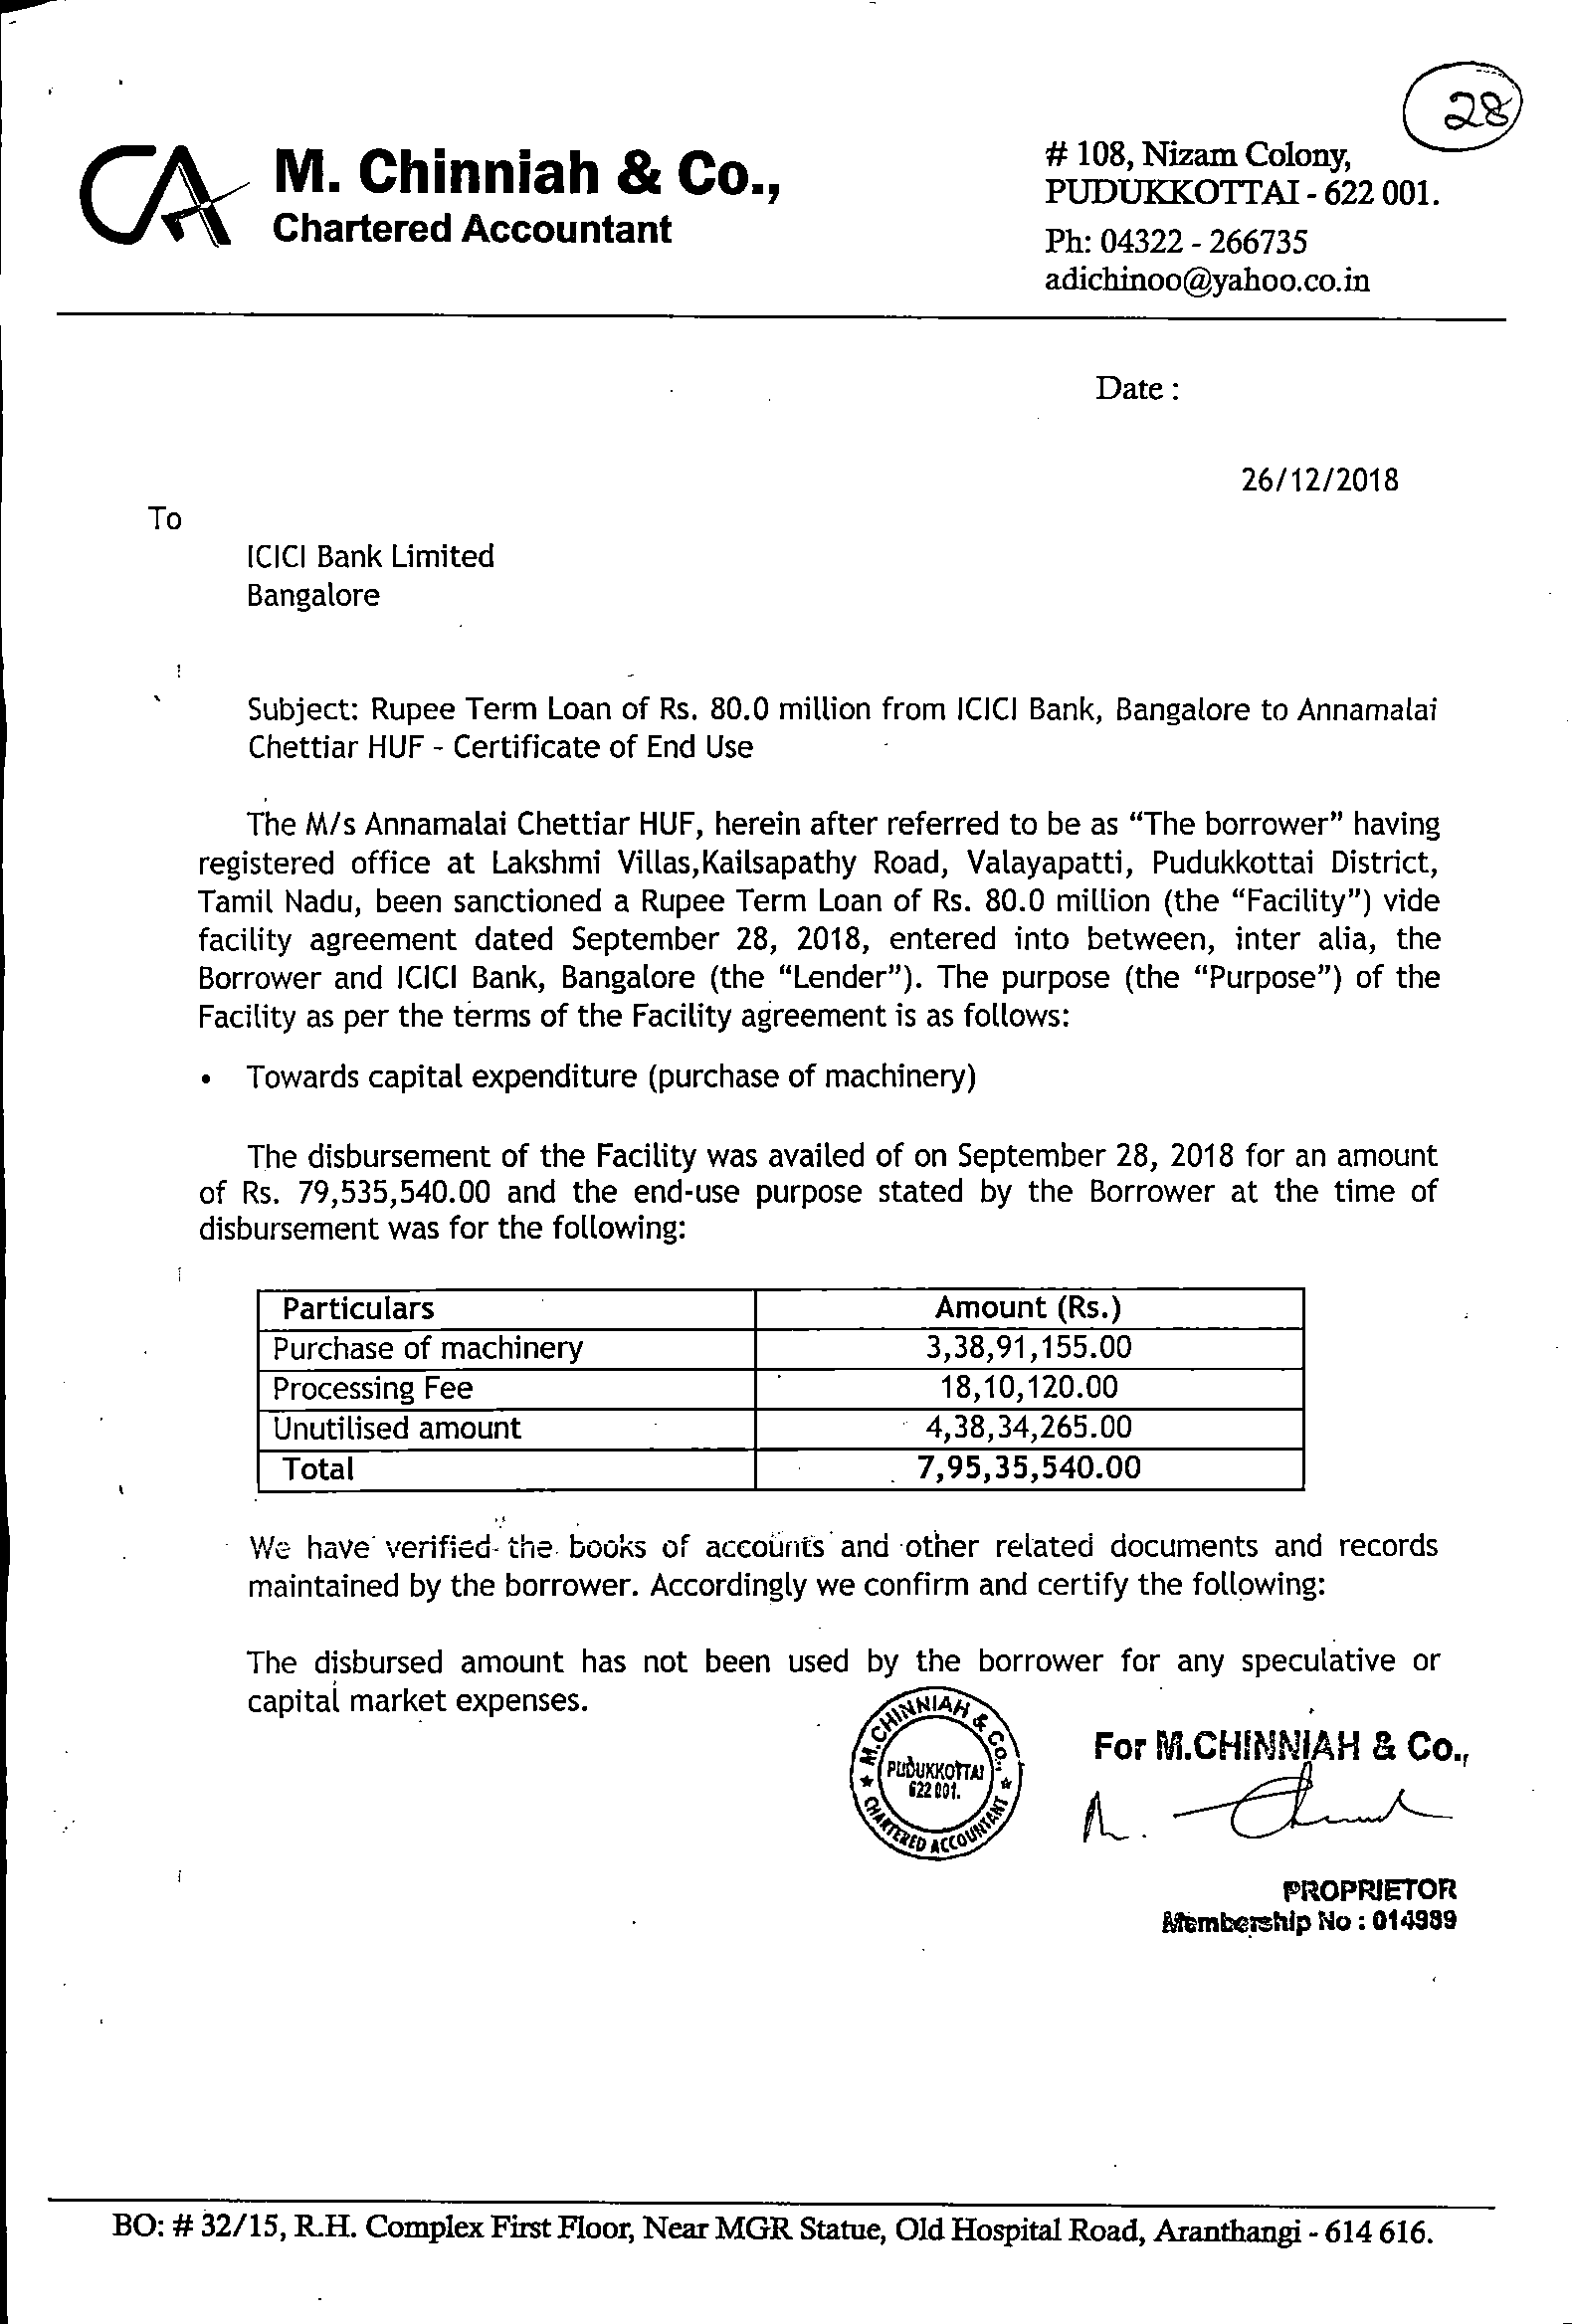 28
CA
M. Chinniah & Co.,
Chartered Accountant
# 108, Nizam Colony,
PUDUKKOTTAI - 622 001.
Ph: 04322 - 266735
adichinoo@yahoo.co.in
Date :
26/12/2018
To
ICICI Bank Limited
Bangalore
Subject: Rupee Term Loan of Rs. 80.0 million from ICICI Bank, Bangalore to Annamalai
Chettiar HUF - Certificate of End Use
The M/s Annamalai Chettiar HUF, herein after referred to be as “The borrower” having
registered office at Lakshmi Villas,Kailsapathy Road, Valayapatti, Pudukkottai District,
Tamil Nadu, been sanctioned a Rupee Term Loan of Rs. 80.0 million (the “Facility”) vide
facility agreement dated September 28, 2018, entered into between, inter alia, the
Borrower and ICICI Bank, Bangalore (the “Lender”). The purpose (the “Purpose”) of the
Facility as per the terms of the Facility agreement is as follows:
• Towards capital expenditure (purchase of machinery)
The disbursement of the Facility was availed of on September 28, 2018 for an amount
of Rs. 79,535,540.00 and the end-use purpose stated by the Borrower at the time of
disbursement was for the following:
Particulars Amount (Rs.)
Purchase of machinery 3,38,91,155.00
Processing Fee 18,10,120.00
Unutilised amount 4,38,34,265.00
Total 7,95,35,540.00
We have verified the books of accounts and other related documents and records
maintained by the borrower. Accordingly we confirm and certify the following:
The disbursed amount has not been used by the borrower for any speculative or
capital market expenses.
M.CHINNIAH & CO.,
PUDUKKOTTAI
622 001.
CHARTERED ACCOUNTANT
For M.CHINNIAH & Co.,
PROPRIETOR
Membership No : 014989
BO: # 32/15, R.H. Complex First Floor, Near MGR Statue, Old Hospital Road, Aranthangi - 614 616.